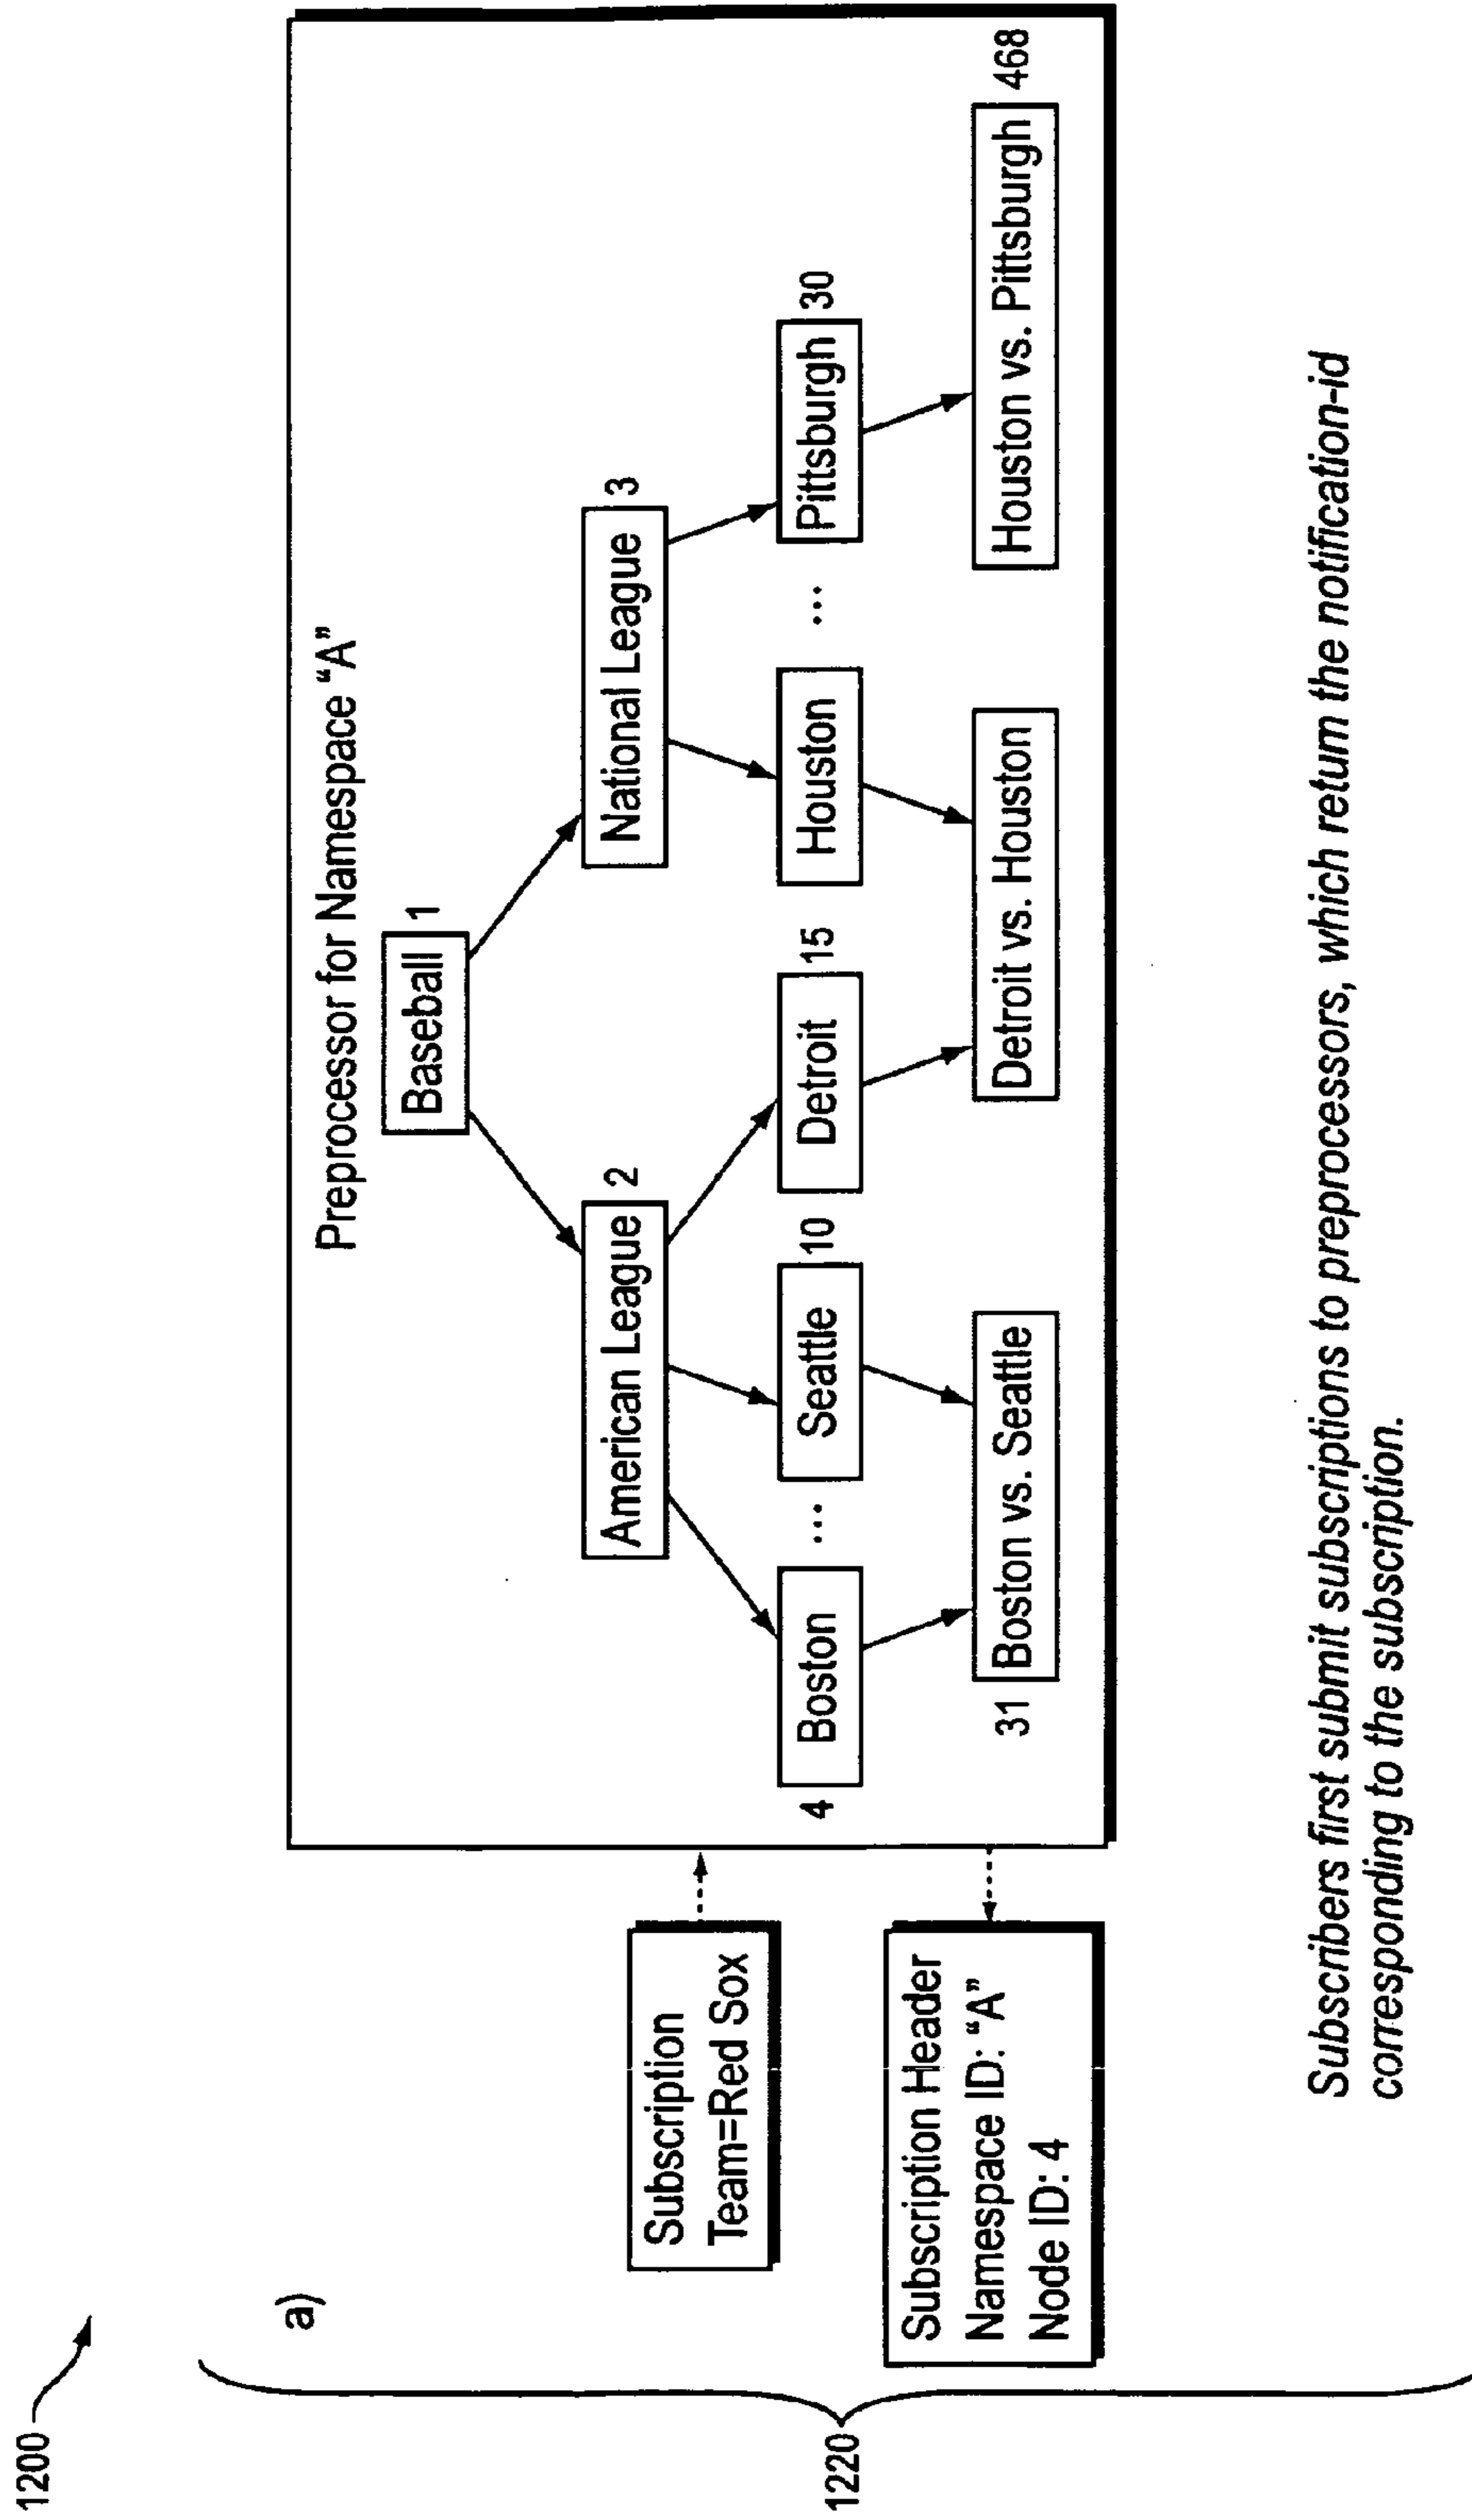 1200
a)
1220
Subscription
Team=Red Sox
Subscription Header
Namespace ID: “A”
Node ID: 4
Preprocessor for Namespace “A”
Baseball 1
American League 2
National League 3
4 Boston
...
Seattle 10
Detroit 15
Houston
...
Pittsburgh 30
31 Boston vs. Seattle
Detroit vs. Houston
Houston vs. Pittsburgh 468
Subscribers first submit subscriptions to preprocessors, which return the notification-id
corresponding to the subscription.